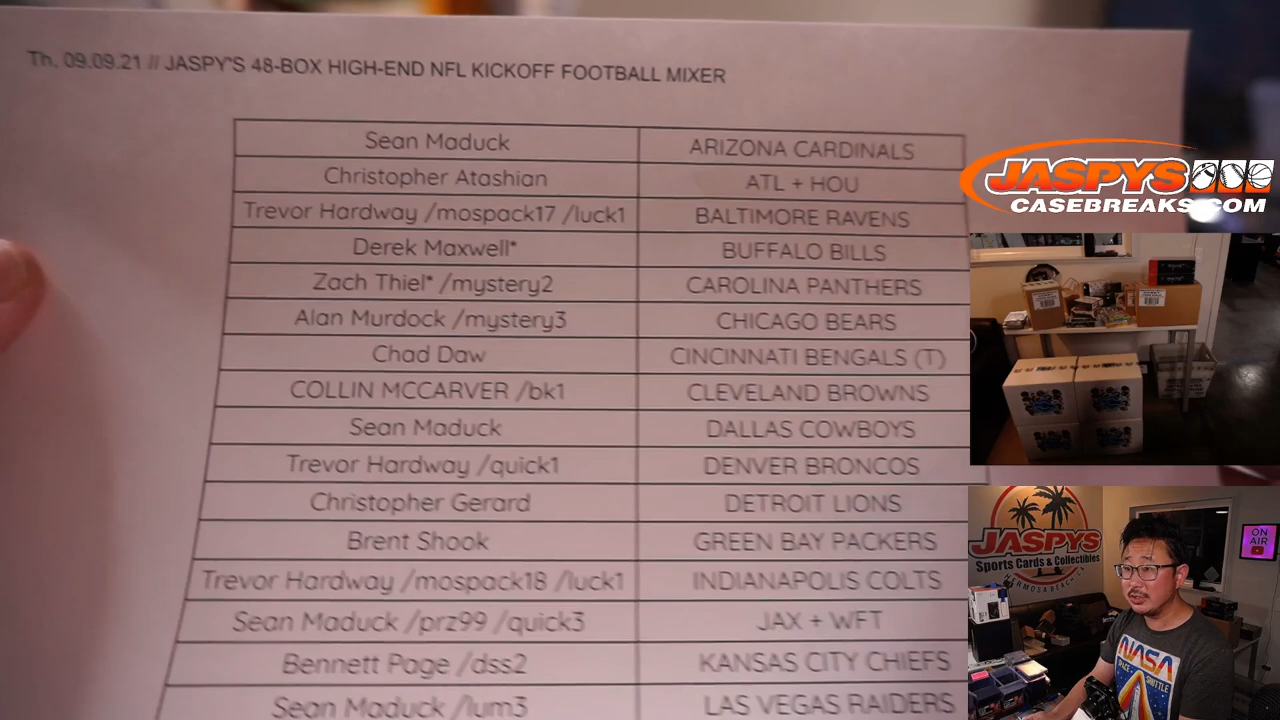 Th. 09.09.21 // JASPY'S 48-BOX HIGH-END NFL KICKOFF FOOTBALL MIXER
Sean Maduck ARIZONA CARDINALS
Christopher Atashian ATL + HOU
Trevor Hardway /mospack17 /luck1 BALTIMORE RAVENS
Derek Maxwell* BUFFALO BILLS
Zach Thiel* /mystery2 CAROLINA PANTHERS
Alan Murdock /mystery3 CHICAGO BEARS
Chad Daw CINCINNATI BENGALS (T)
COLLIN MCCARVER /bk1 CLEVELAND BROWNS
Sean Maduck DALLAS COWBOYS
Trevor Hardway /quick1 DENVER BRONCOS
Christopher Gerard DETROIT LIONS
Brent Shook GREEN BAY PACKERS
Trevor Hardway /mospack18 /luck1 INDIANAPOLIS COLTS
Sean Maduck /prz99 /quick3 JAX + WFT
Bennett Page /dss2 KANSAS CITY CHIEFS
Sean Maduck /lum3 LAS VEGAS RAIDERS
JASPYS
CASEBREAKS.COM
JASPYS
Sports Cards & Collectibles
HERMOSA BEACH, CA
ON
AIR
NASA
SPACE SHUTTLE